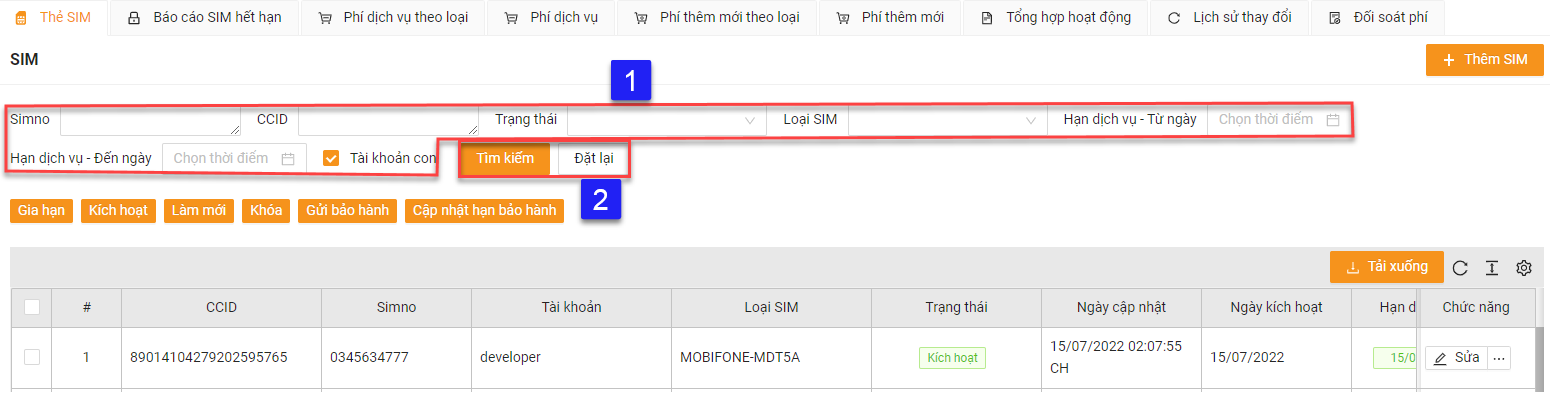 Thẻ SIM Báo cáo SIM hết hạn Phí dịch vụ theo loại Phí dịch vụ Phí thêm mới theo loại Phí thêm mới Tổng hợp hoạt động Lịch sử thay đổi Đối soát phí
SIM Thêm SIM
1
Simno CCID Trạng thái Loại SIM Hạn dịch vụ - Từ ngày Chọn thời điểm
Hạn dịch vụ - Đến ngày Chọn thời điểm Tài khoản con Tìm kiếm Đặt lại
2
Gia hạn Kích hoạt Làm mới Khóa Gửi bảo hành Cập nhật hạn bảo hành
Tải xuống
# CCID Simno Tài khoản Loại SIM Trạng thái Ngày cập nhật Ngày kích hoạt Hạn d Chức năng
1 89014104279202595765 0345634777 developer MOBIFONE-MDT5A Kích hoạt 15/07/2022 02:07:55 CH 15/07/2022 15/0 Sửa ...